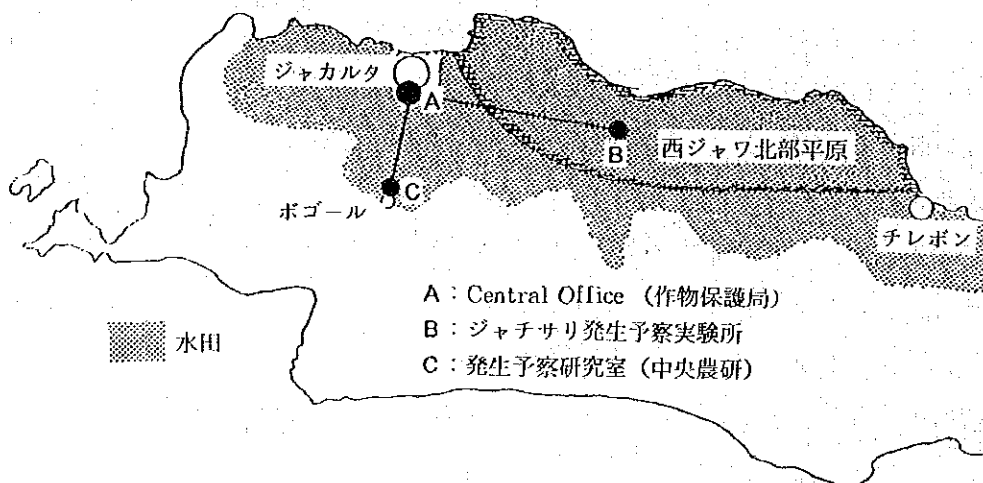 ジャカルタ
A
B
西ジャワ北部平原
C
ボゴール
チレボン
A：Central Office（作物保護局）
B：ジャチサリ発生予察実験所
C：発生予察研究室（中央農研）
水田